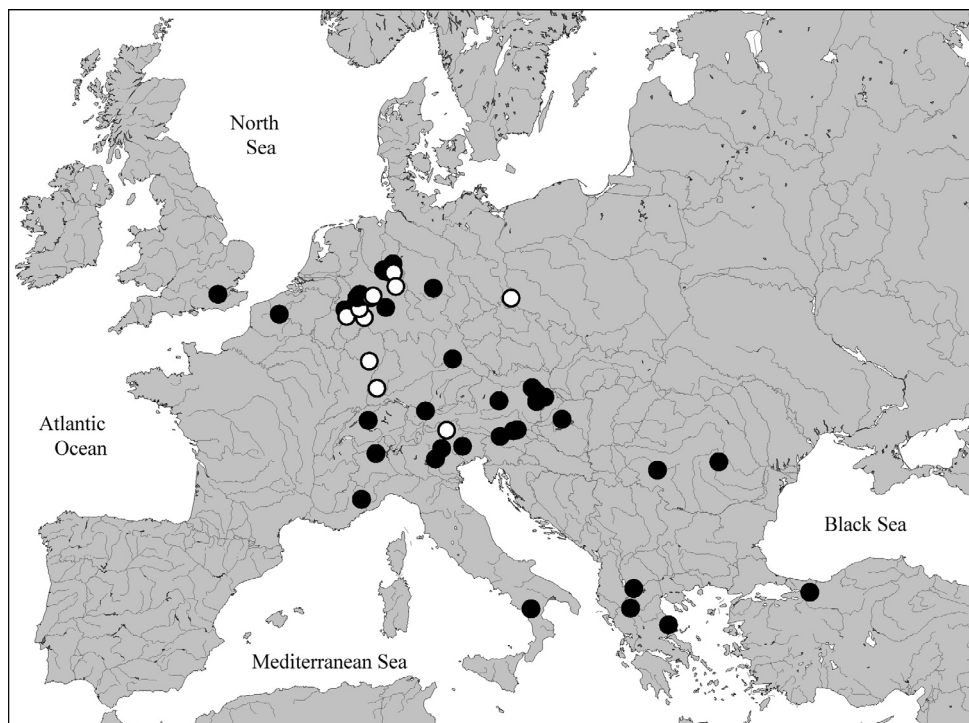 North
Sea
Atlantic
Ocean
Black Sea
Mediterranean Sea